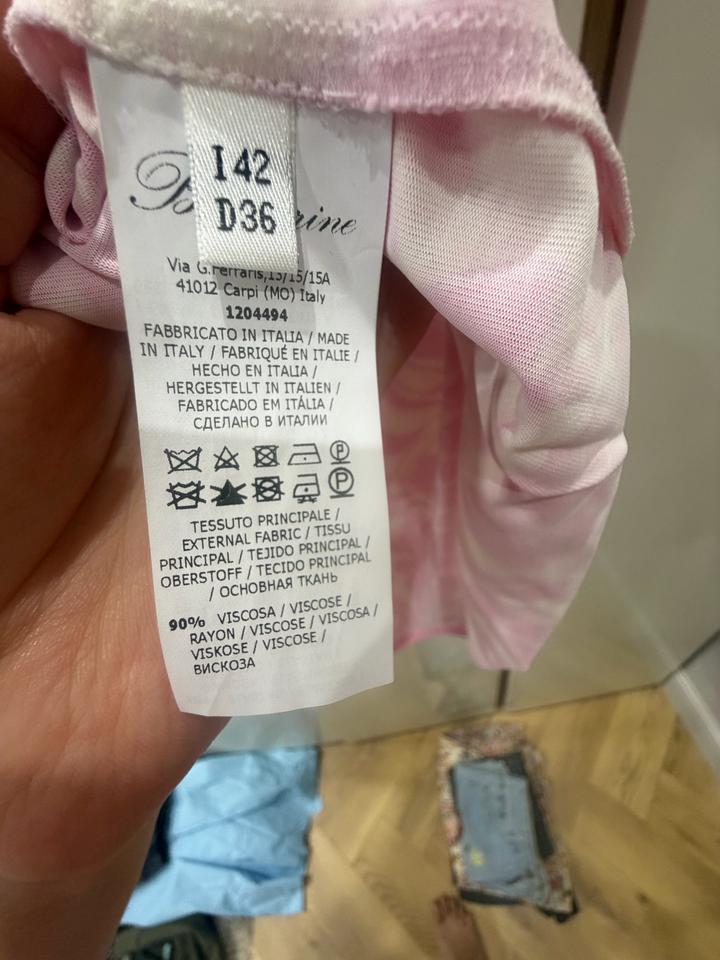 I 42
D36
Via G.Ferraris,13/15/15A
41012 Carpi (MO) Italy
1204494
FABBRICATO IN ITALIA / MADE
IN ITALY / FABRIQUÉ EN ITALIE /
HECHO EN ITALIA /
HERGESTELLT IN ITALIEN /
FABRICADO EM ITÁLIA /
СДЕЛАНО В ИТАЛИИ
P
P
TESSUTO PRINCIPALE /
EXTERNAL FABRIC / TISSU
PRINCIPAL / TEJIDO PRINCIPAL /
OBERSTOFF / TECIDO PRINCIPAL
/ ОСНОВНАЯ ТКАНЬ
90% VISCOSA / VISCOSE /
RAYON / VISCOSE / VISCOSA /
VISKOSE / VISCOSE /
ВИСКОЗА